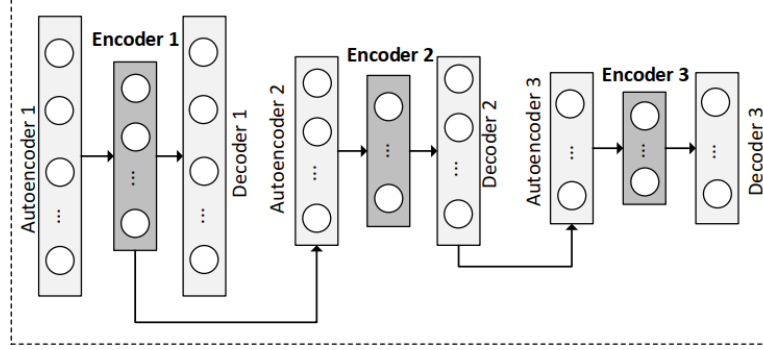 Autoencoder 1
Encoder 1
...
...
...
Decoder 1
Autoencoder 2
...
Encoder 2
...
...
Decoder 2
Autoencoder 3
...
Encoder 3
...
...
Decoder 3